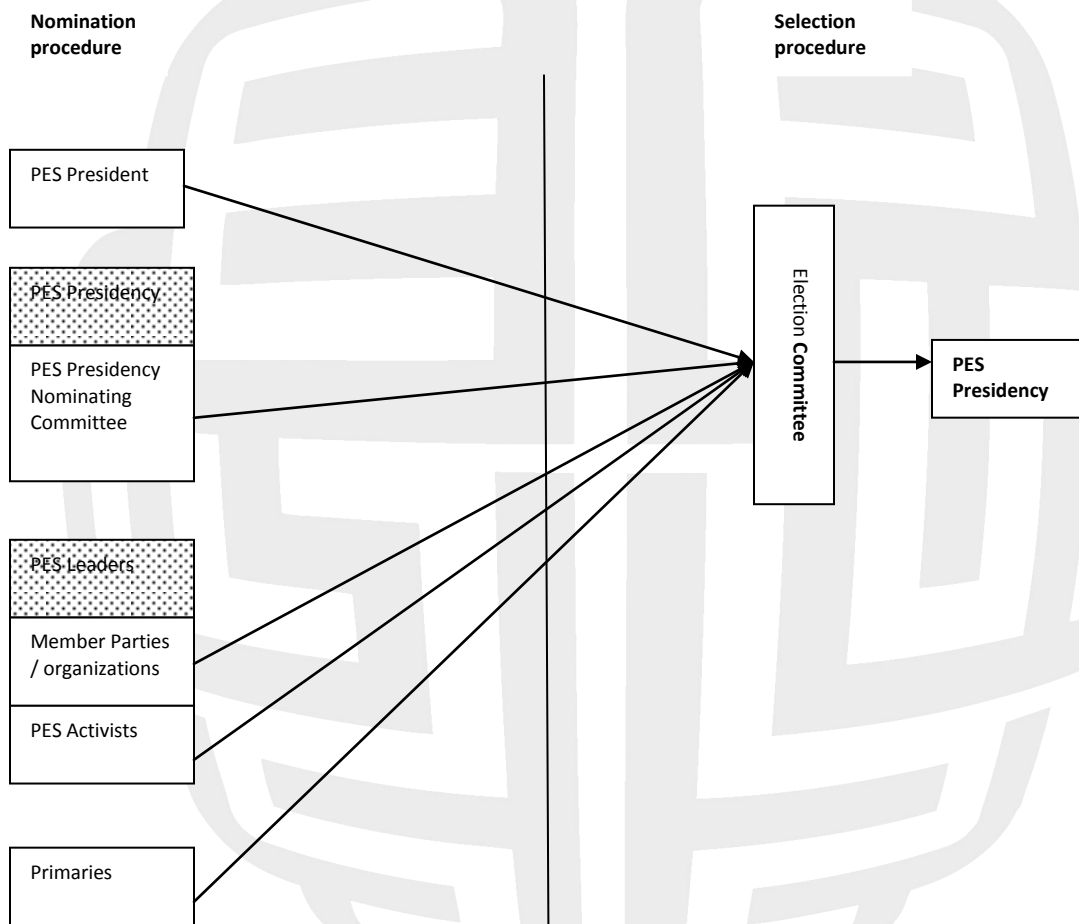 Nomination
procedure
Selection
procedure
PES President
PES Presidency
PES Presidency
Nominating
Committee
PES Leaders
Member Parties
/ organizations
PES Activists
Primaries
Election Committee
PES
Presidency